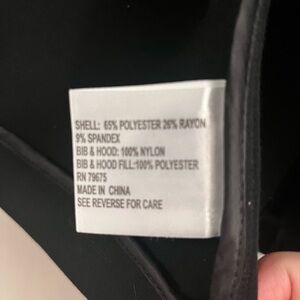 SHELL: 65% POLYESTER 26% RAYON
9% SPANDEX
BIB & HOOD: 100% NYLON
BIB & HOOD FILL:100% POLYESTER
RN 79675
MADE IN CHINA
SEE REVERSE FOR CARE